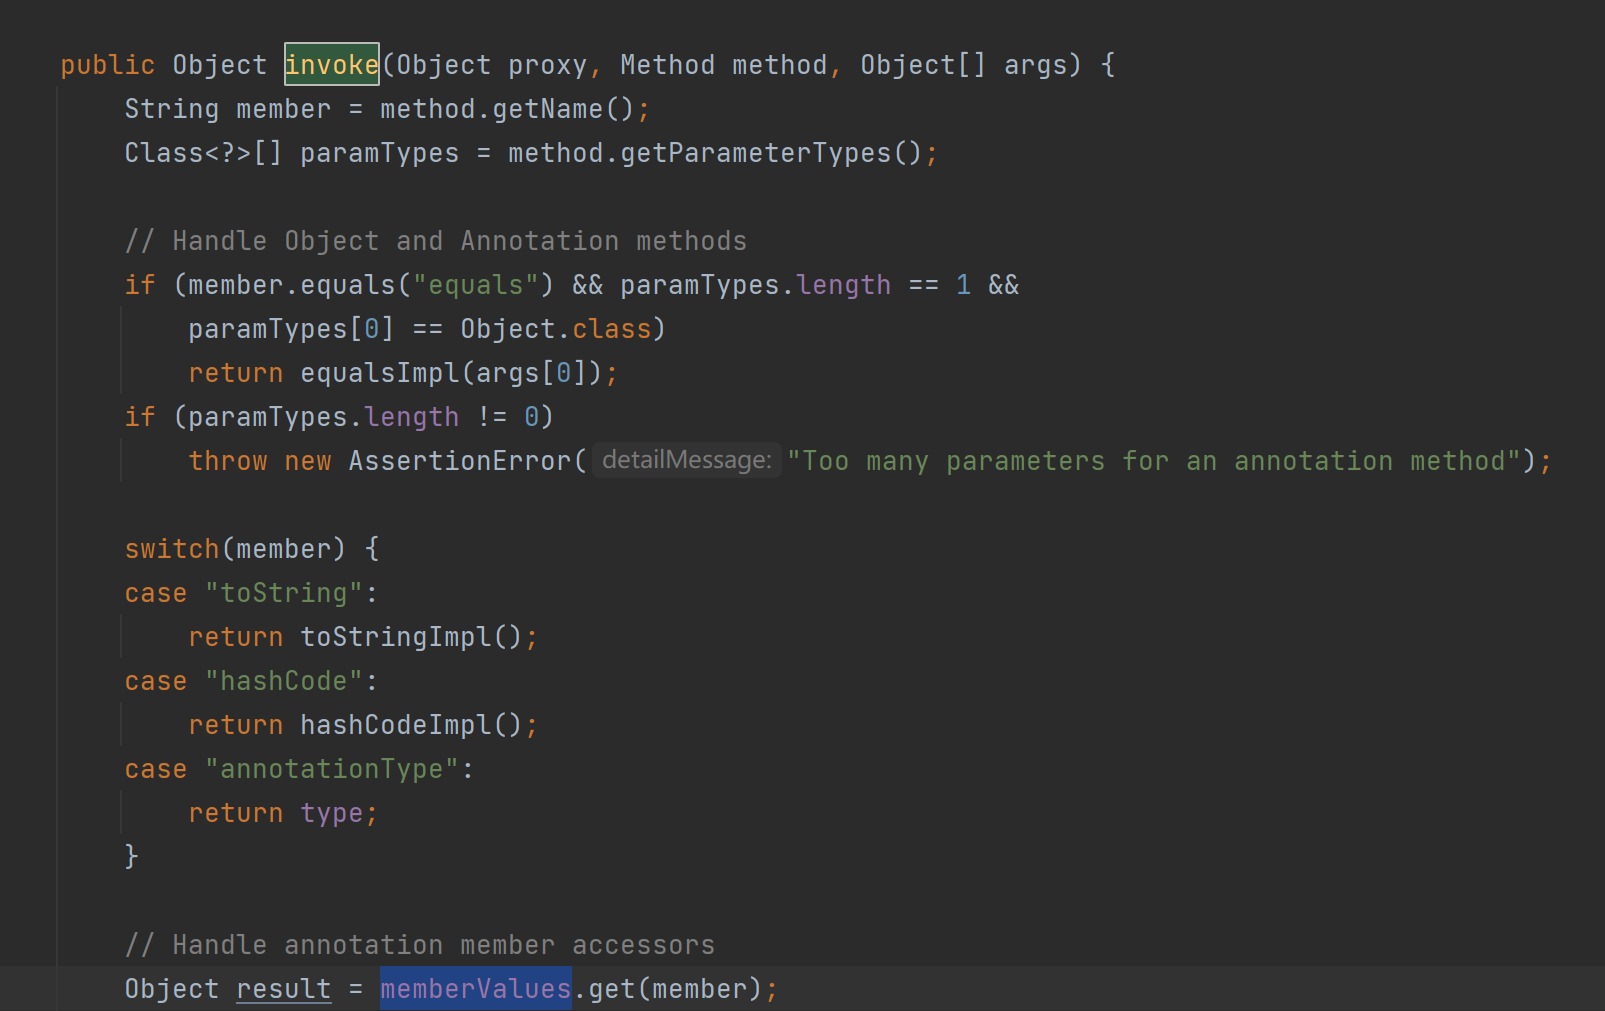 public Object invoke(Object proxy, Method method, Object[] args) {
String member = method.getName();
Class<?>[] paramTypes = method.getParameterTypes();
// Handle Object and Annotation methods
if (member.equals("equals") && paramTypes.length == 1 &&
paramTypes[0] == Object.class)
return equalsImpl(args[0]);
if (paramTypes.length != 0)
throw new AssertionError( detailMessage: "Too many parameters for an annotation method");
switch(member) {
case "toString":
return toStringImpl();
case "hashCode":
return hashCodeImpl();
case "annotationType":
return type;
}
// Handle annotation member accessors
Object result = memberValues.get(member);